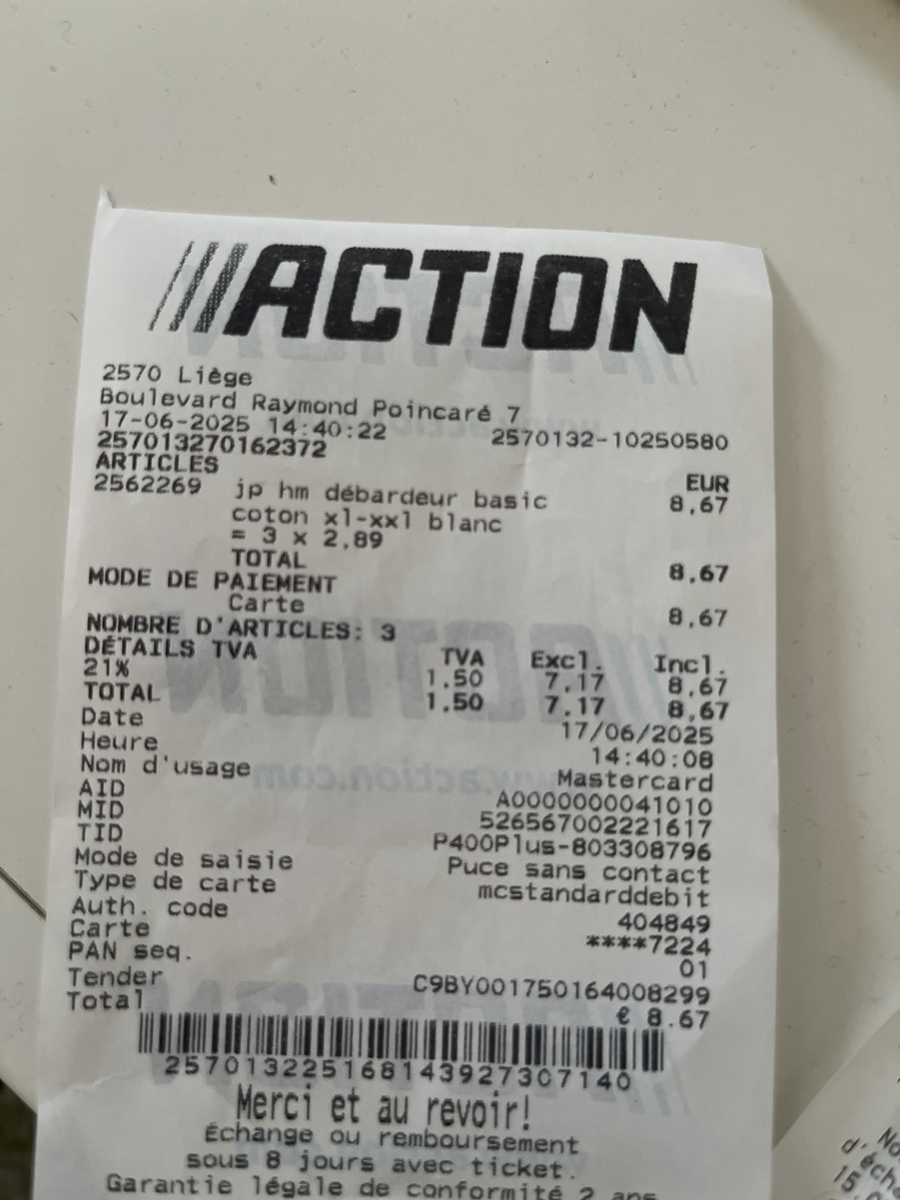 ///ACTION
2570 Liège
Boulevard Raymond Poincaré 7
17-06-2025 14:40:22 2570132-10250580
257013270162372
ARTICLES EUR
2562269 jp hm débardeur basic 8,67
coton xl-xxl blanc
= 3 x 2,89
TOTAL 8,67
MODE DE PAIEMENT
Carte 8,67
NOMBRE D'ARTICLES: 3
DÉTAILS TVA TVA Excl. Incl.
21% 1.50 7,17 8,67
TOTAL 1.50 7.17 8,67
Date 17/06/2025
Heure 14:40:08
Nom d'usage Mastercard
AID A0000000041010
MID 526567002221617
TID P400Plus-803308796
Mode de saisie Puce sans contact
Type de carte mcstandarddebit
Auth. code 404849
Carte ****7224
PAN seq. 01
Tender C9BY001750164008299
Total € 8.67
257013225168143927307140
Merci et au revoir!
Échange ou remboursement
sous 8 jours avec ticket.
Garantie légale de conformité 2 ans
d'éch
15